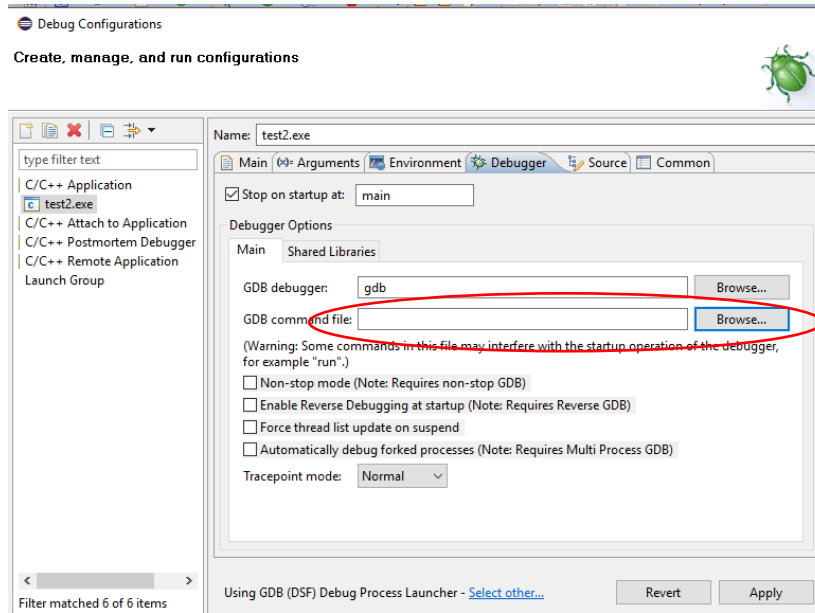 Debug Configurations
Create, manage, and run configurations
Name: test2.exe
type filter text
Main (x)= Arguments Environment Debugger Source Common
C/C++ Application
c test2.exe
C/C++ Attach to Application
C/C++ Postmortem Debugger
C/C++ Remote Application
Launch Group
Stop on startup at: main
Debugger Options
Main Shared Libraries
GDB debugger: gdb Browse...
GDB command file: Browse...
(Warning: Some commands in this file may interfere with the startup operation of the debugger,
for example "run".)
Non-stop mode (Note: Requires non-stop GDB)
Enable Reverse Debugging at startup (Note: Requires Reverse GDB)
Force thread list update on suspend
Automatically debug forked processes (Note: Requires Multi Process GDB)
Tracepoint mode: Normal
Using GDB (DSF) Debug Process Launcher - Select other... Revert Apply
Filter matched 6 of 6 items